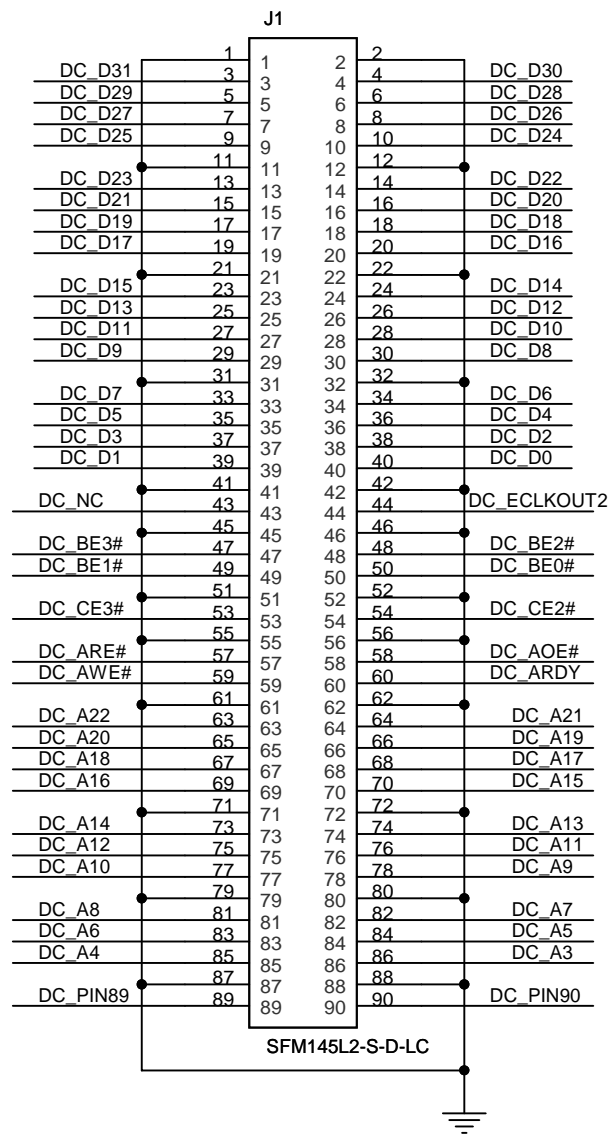 J1
1 1 2 2
DC_D31 3 3 4 4 DC_D30
DC_D29 5 5 6 6 DC_D28
DC_D27 7 7 8 8 DC_D26
DC_D25 9 9 10 10 DC_D24
11 11 12 12
DC_D23 13 13 14 14 DC_D22
DC_D21 15 15 16 16 DC_D20
DC_D19 17 17 18 18 DC_D18
DC_D17 19 19 20 20 DC_D16
21 21 22 22
DC_D15 23 23 24 24 DC_D14
DC_D13 25 25 26 26 DC_D12
DC_D11 27 27 28 28 DC_D10
DC_D9 29 29 30 30 DC_D8
31 31 32 32
DC_D7 33 33 34 34 DC_D6
DC_D5 35 35 36 36 DC_D4
DC_D3 37 37 38 38 DC_D2
DC_D1 39 39 40 40 DC_D0
41 41 42 42
DC_NC 43 43 44 44 DC_ECLKOUT2
45 45 46 46
DC_BE3# 47 47 48 48 DC_BE2#
DC_BE1# 49 49 50 50 DC_BE0#
51 51 52 52
DC_CE3# 53 53 54 54 DC_CE2#
55 55 56 56
DC_ARE# 57 57 58 58 DC_AOE#
DC_AWE# 59 59 60 60 DC_ARDY
61 61 62 62
DC_A22 63 63 64 64 DC_A21
DC_A20 65 65 66 66 DC_A19
DC_A18 67 67 68 68 DC_A17
DC_A16 69 69 70 70 DC_A15
71 71 72 72
DC_A14 73 73 74 74 DC_A13
DC_A12 75 75 76 76 DC_A11
DC_A10 77 77 78 78 DC_A9
79 79 80 80
DC_A8 81 81 82 82 DC_A7
DC_A6 83 83 84 84 DC_A5
DC_A4 85 85 86 86 DC_A3
87 87 88 88
DC_PIN89 89 89 90 90 DC_PIN90
SFM145L2-S-D-LC